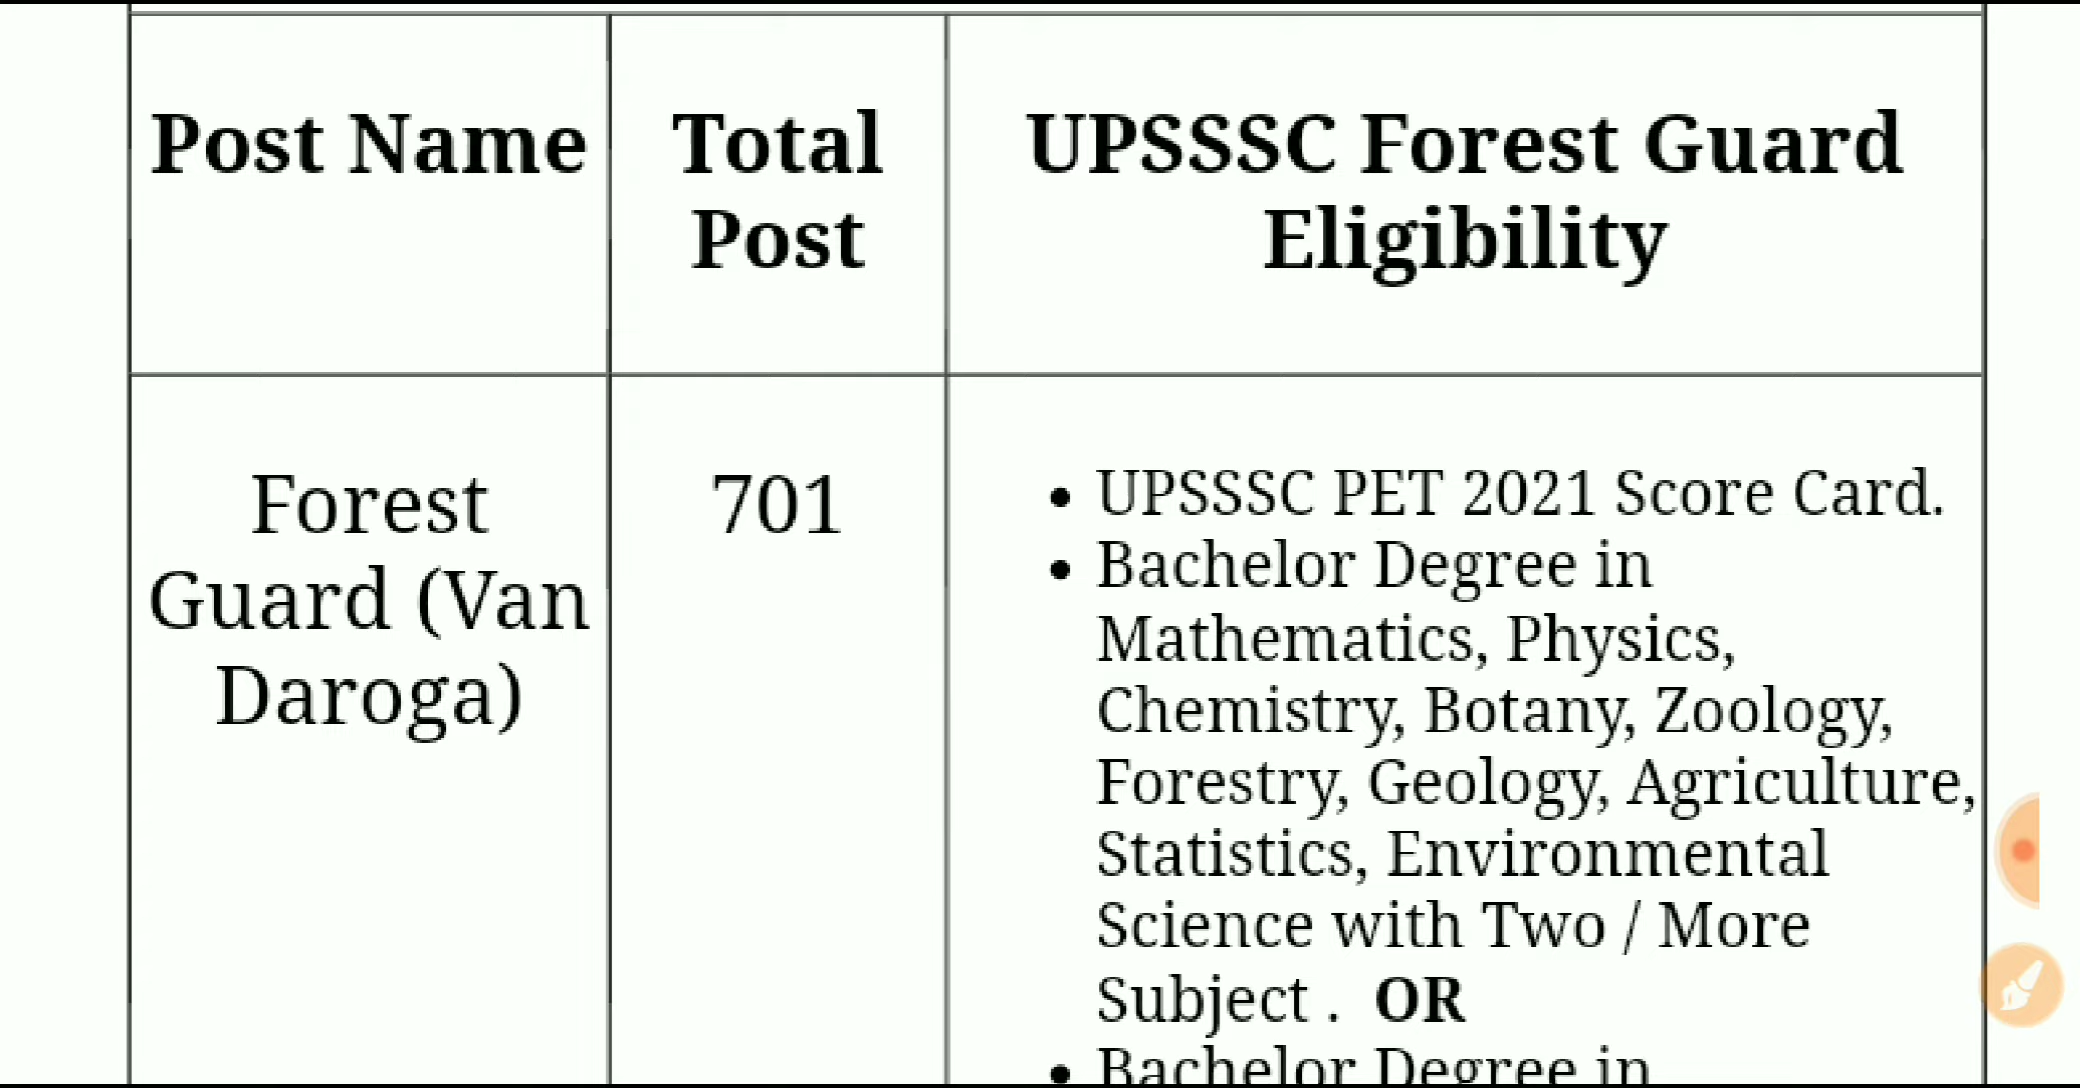 Post Name
Total
Post
UPSSSC Forest Guard
Eligibility
Forest
Guard (Van
Daroga)
701
• UPSSSC PET 2021 Score Card.
• Bachelor Degree in
Mathematics, Physics,
Chemistry, Botany, Zoology,
Forestry, Geology, Agriculture,
Statistics, Environmental
Science with Two / More
Subject . OR
• Bachelor Degree in